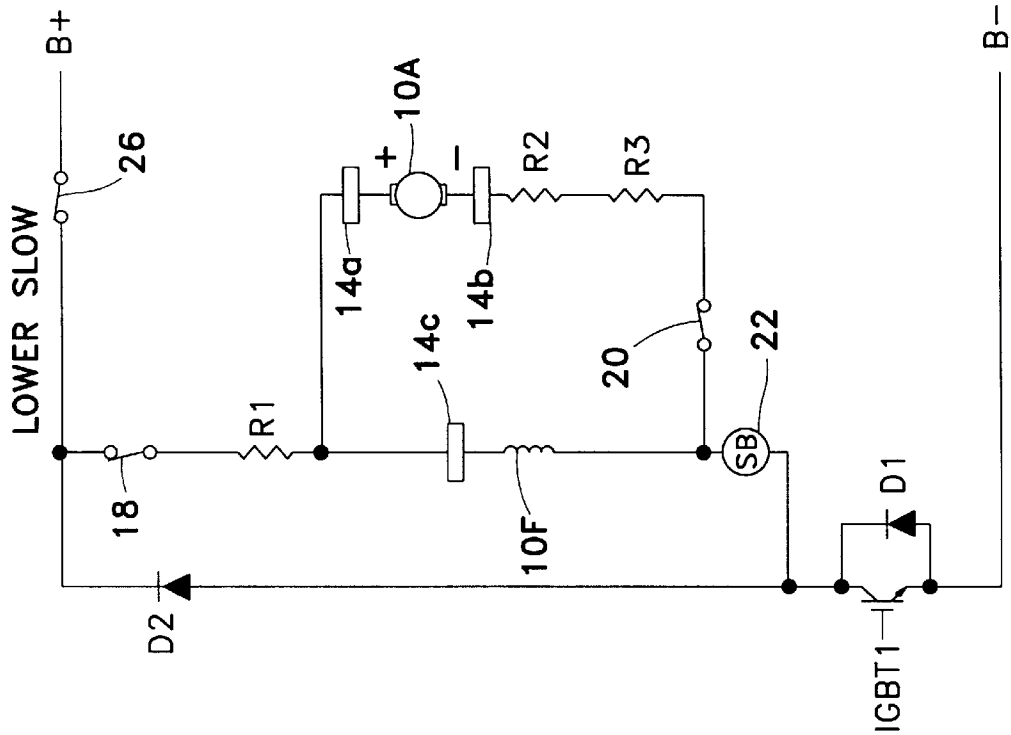 LOWER SLOW
B+
26
18
R1
14a
+
10A
−
14b
R2
R3
14c
10F
20
SB
22
D2
D1
IGBT1
B−